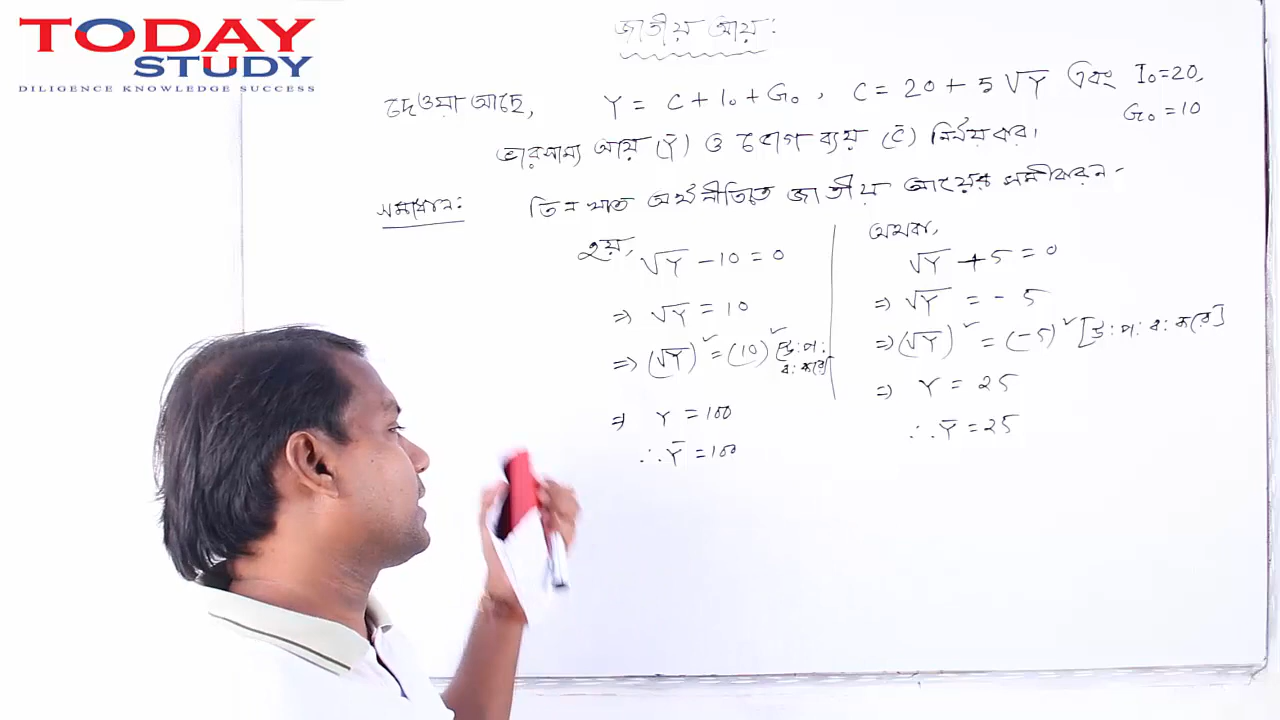 TODAY
STUDY
DILIGENCE KNOWLEDGE SUCCESS
জাতীয় আয়:
দেওয়া আছে, Y = C + I₀ + G₀, C = 20 + 5√Y এবং I₀=20,
G₀ = 10
ভারসাম্য আয় (Ȳ) ও ভোগ ব্যয় (C̄) নির্ণয় কর।
সমাধান: তিন খাত অর্থনীতিতে জাতীয় আয়ের সমীকরন -
হয়,
√Y - 10 = 0
⇒ √Y = 10
⇒ (√Y)² = (10)² [উ: প:
ব: করে]
⇒ Y = 100
∴ Ȳ = 100
অথবা,
√Y + 5 = 0
⇒ √Y = - 5
⇒ (√Y)² = (-5)² [উ: প: ব: করে]
⇒ Y = 25
∴ Ȳ = 25